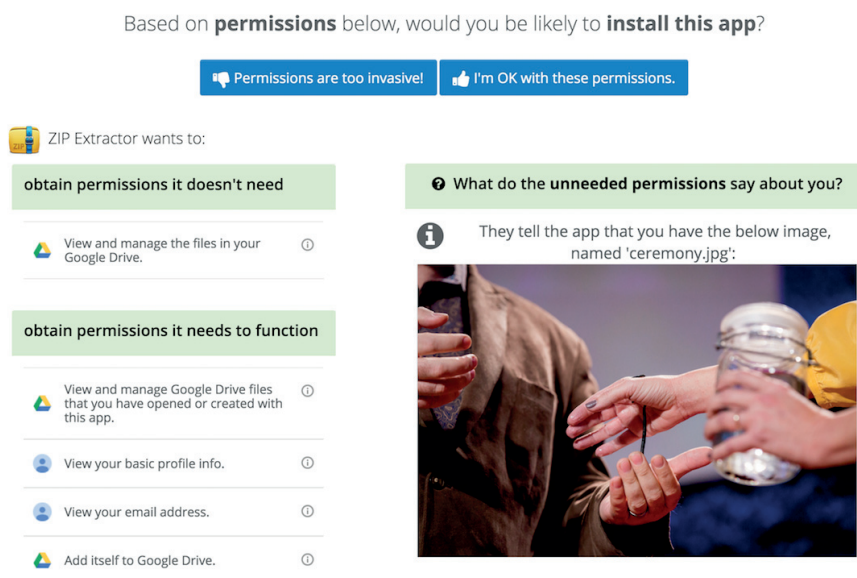 Based on permissions below, would you be likely to install this app?
Permissions are too invasive!
I'm OK with these permissions.
ZIP
ZIP Extractor wants to:
obtain permissions it doesn't need
View and manage the files in your
Google Drive.
obtain permissions it needs to function
View and manage Google Drive files
that you have opened or created with
this app.
View your basic profile info.
View your email address.
Add itself to Google Drive.
What do the unneeded permissions say about you?
They tell the app that you have the below image,
named 'ceremony.jpg':